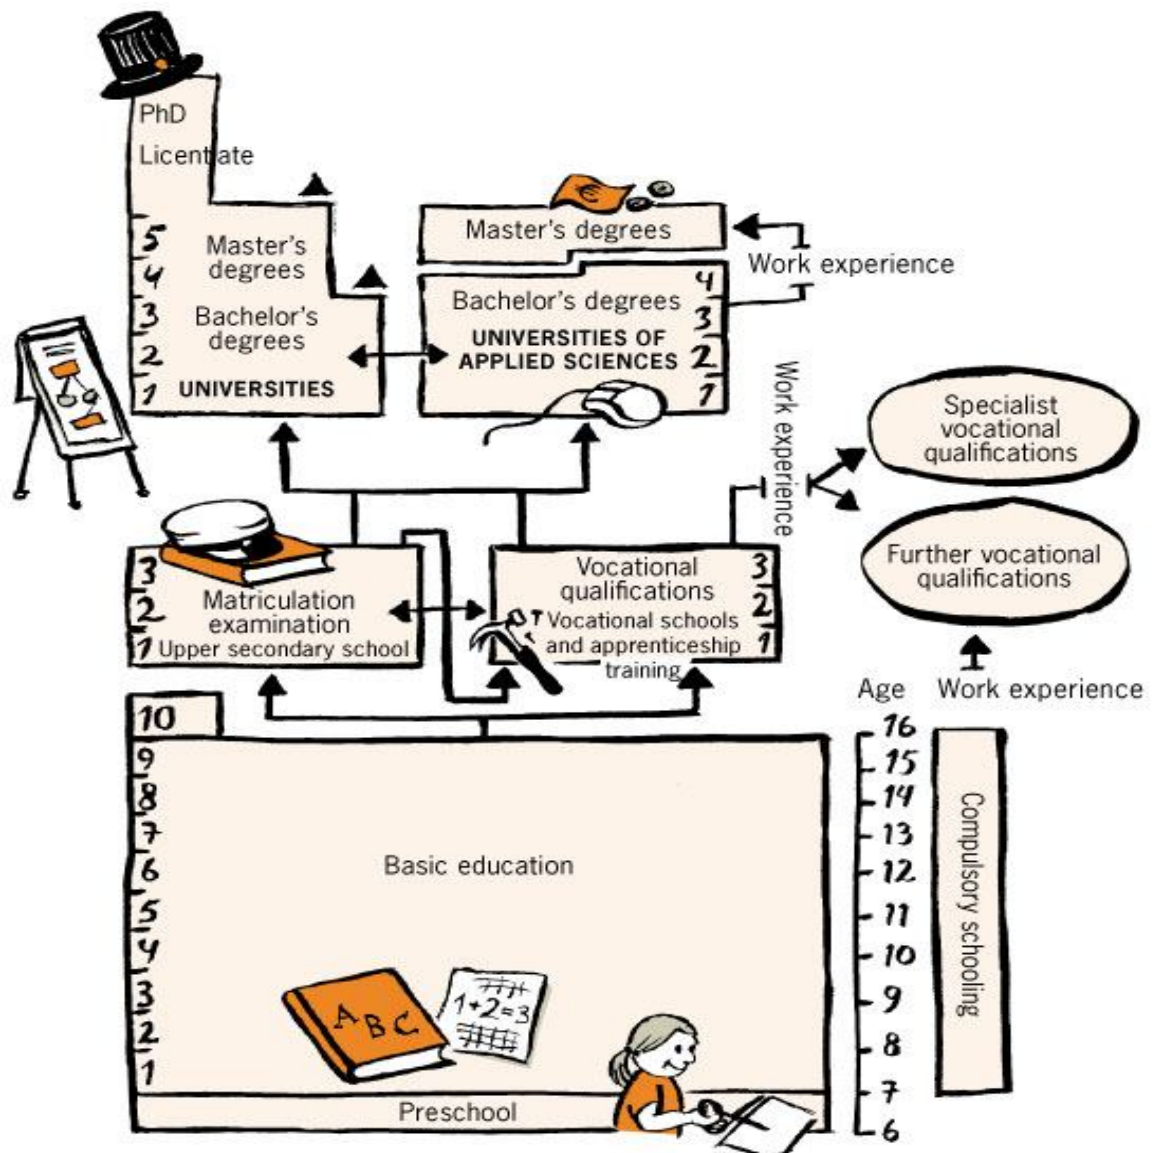 PhD
Licentiate
5
4
3
2
1
Master's
degrees
Bachelor's
degrees
UNIVERSITIES
€
Master's degrees
Work experience
Bachelor's degrees
UNIVERSITIES OF
APPLIED SCIENCES
4
3
2
1
Work experience
Specialist
vocational
qualifications
Further vocational
qualifications
Work experience
3
2
1
Matriculation
examination
Upper secondary school
Vocational
qualifications
Vocational schools
and apprenticeship
training
3
2
1
10
9
8
7
6
5
4
3
2
1
Basic education
A B C
1+2=3
Preschool
Age
16
15
14
13
12
11
10
9
8
7
6
Compulsory schooling